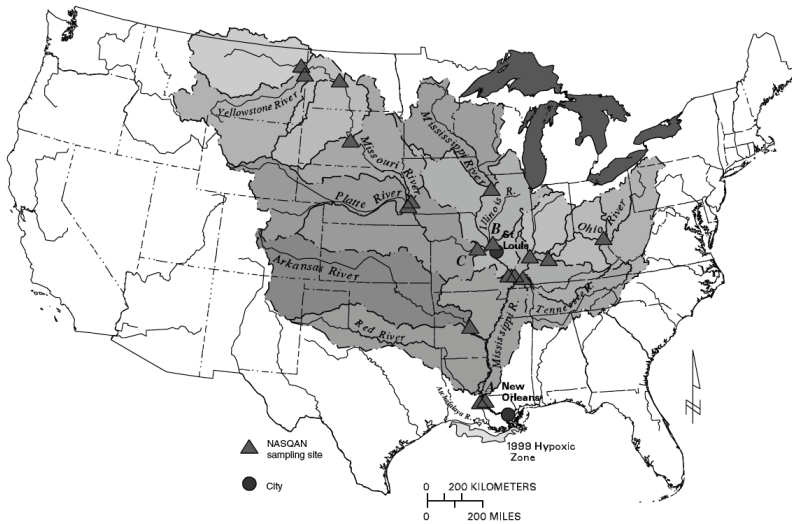 Yellowstone River
Mississippi River
Missouri River
Platte River
Illinois R.
Ohio River
B St
Louis
C
Arkansas River
Tennessee R.
Mississippi R.
Red River
A New
Orleans
Atchafalaya R.
1999 Hypoxic
Zone
NASQAN
sampling site
City
0 200 KILOMETERS
0 200 MILES
N